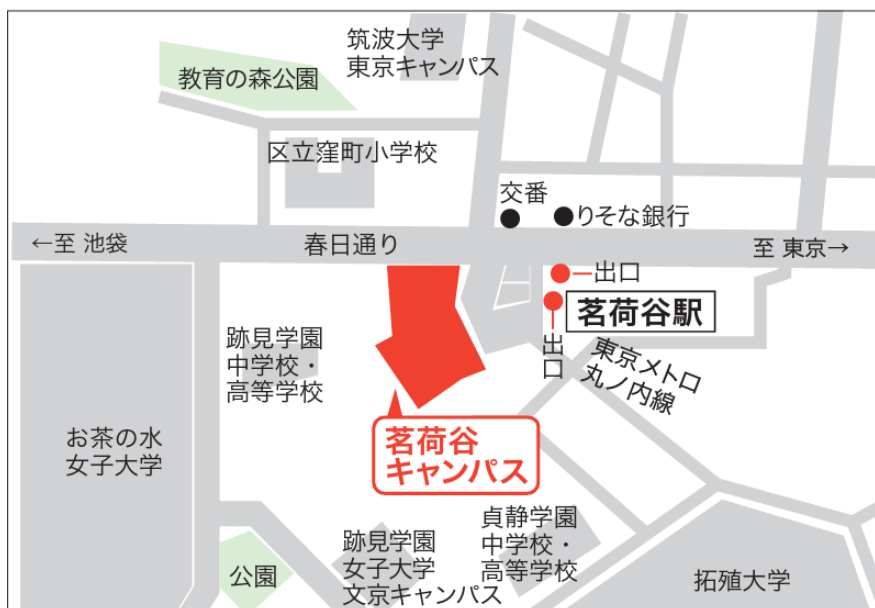 筑波大学
東京キャンパス
教育の森公園
区立窪町小学校
交番
りそな銀行
←至 池袋
春日通り
至 東京→
出口
茗荷谷駅
出口
東京メトロ
丸ノ内線
跡見学園
中学校・
高等学校
お茶の水
女子大学
茗荷谷
キャンパス
貞静学園
中学校・
高等学校
跡見学園
女子大学
文京キャンパス
公園
拓殖大学